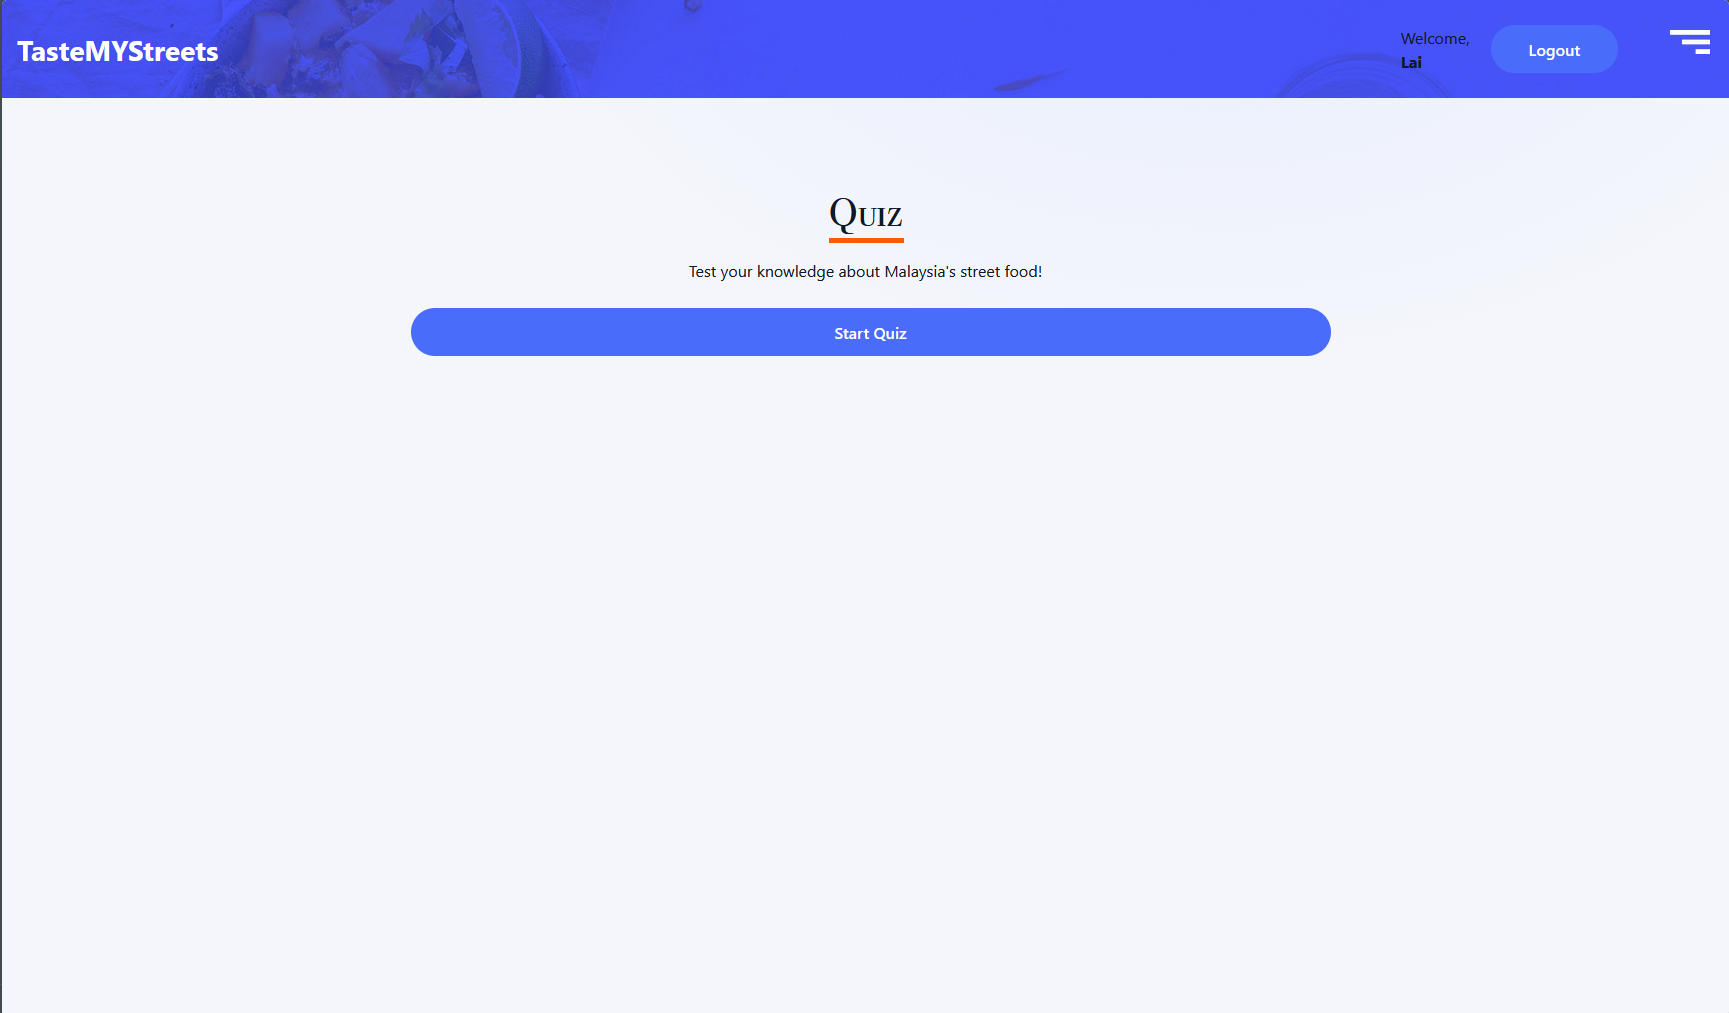 TasteMYStreets
Welcome,
Lai
Logout
Quiz
Test your knowledge about Malaysia's street food!
Start Quiz